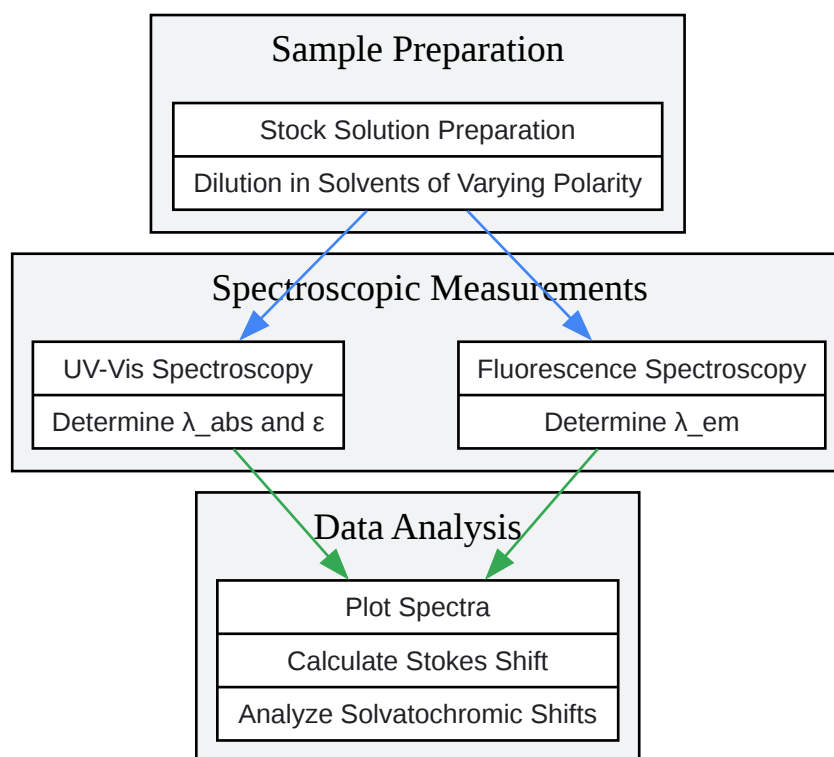 Sample Preparation
Stock Solution Preparation
Dilution in Solvents of Varying Polarity
Spectroscopic Measurements
UV-Vis Spectroscopy
Determine λ_abs and ε
Fluorescence Spectroscopy
Determine λ_em
Data Analysis
Plot Spectra
Calculate Stokes Shift
Analyze Solvatochromic Shifts